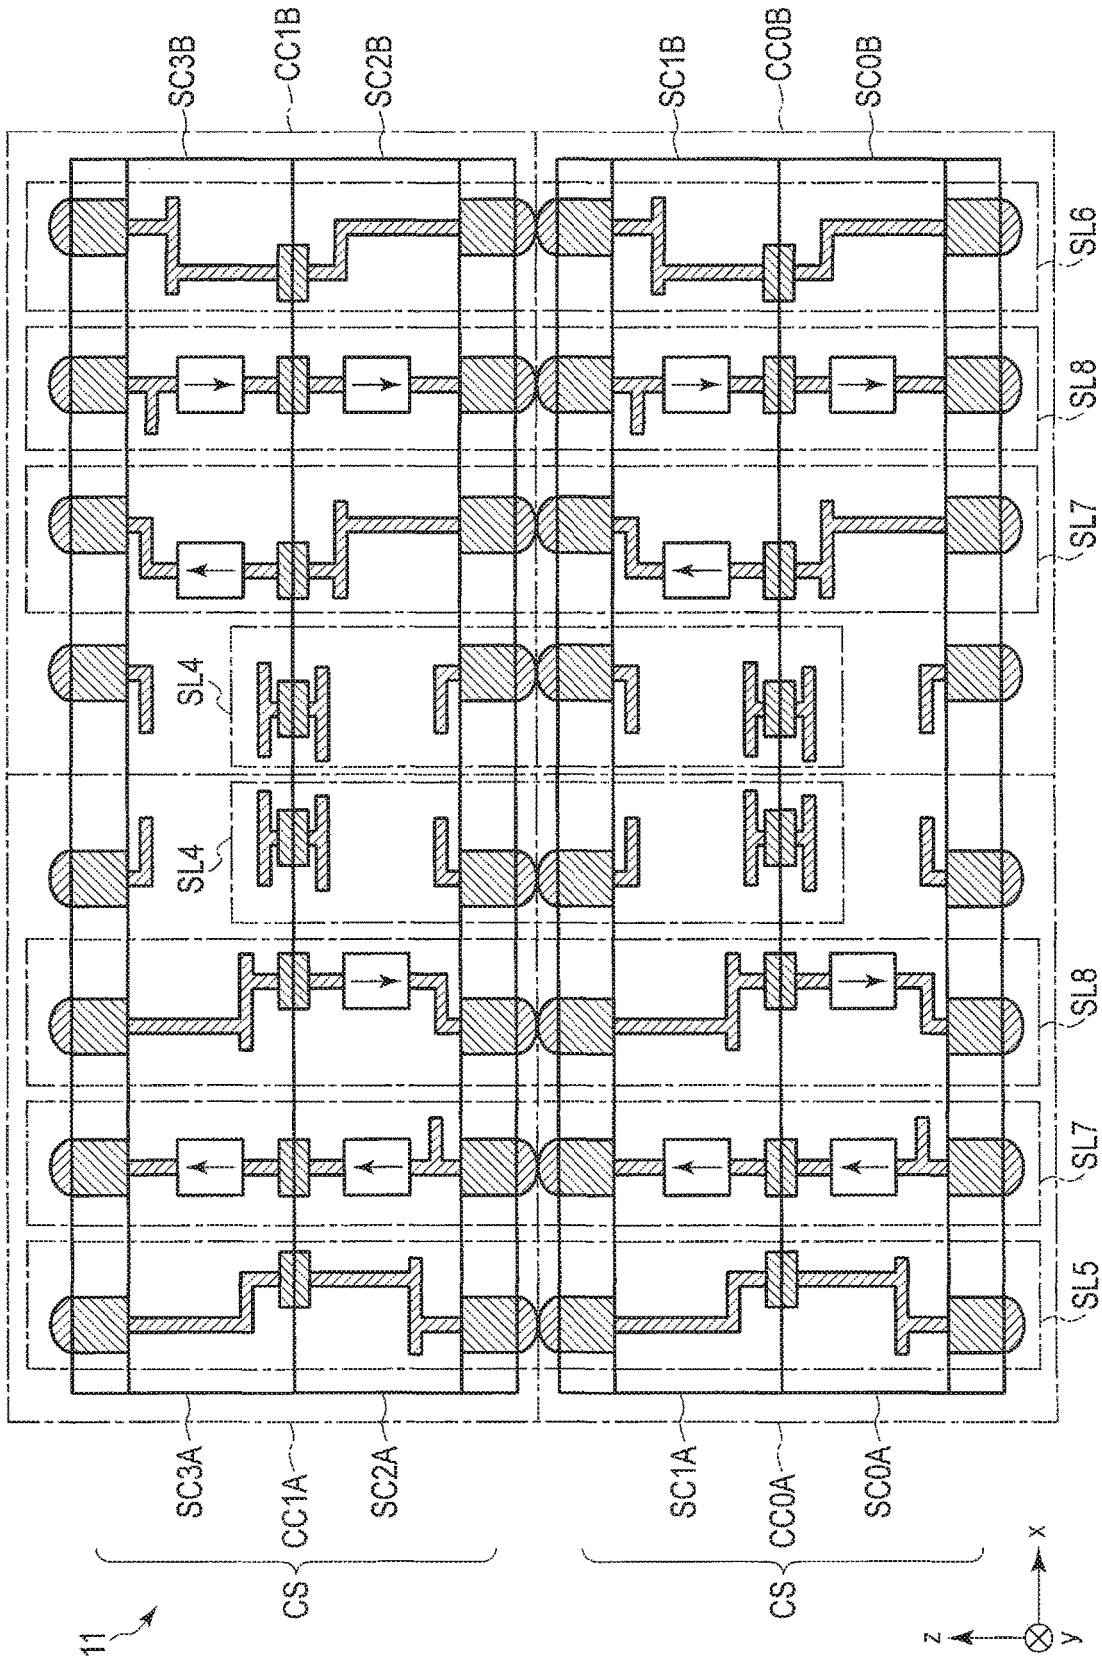 SC3B
CC1B
SC2B
SC1B
CC0B
SC0B
SL6
SL8
SL7
SL4
SL4
SL8
SL7
SL5
SC3A
CC1A
SC2A
SC1A
CC0A
SC0A
CS
CS
11
x
z
y